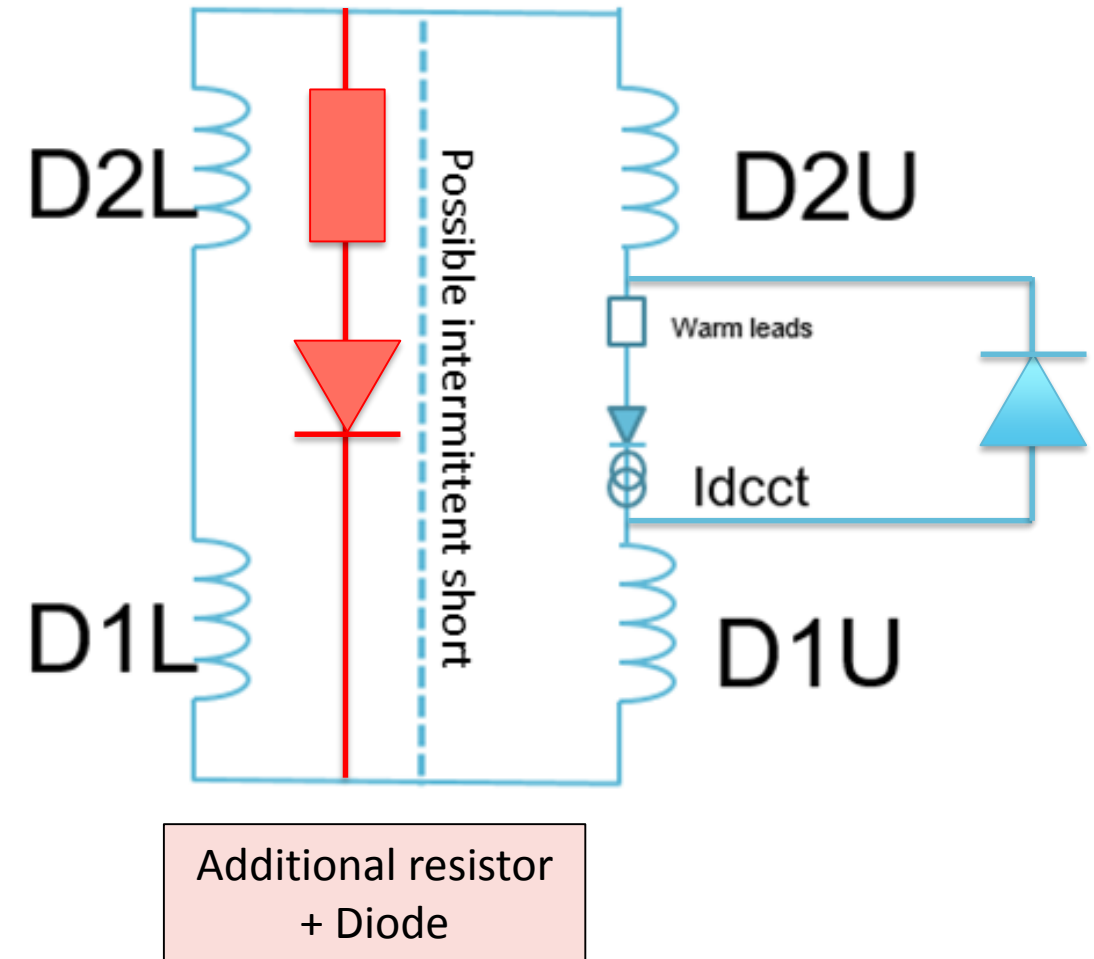 D2L
Possible intermittent short
D2U
Warm leads
Idcct
D1L
D1U
Additional resistor
+ Diode